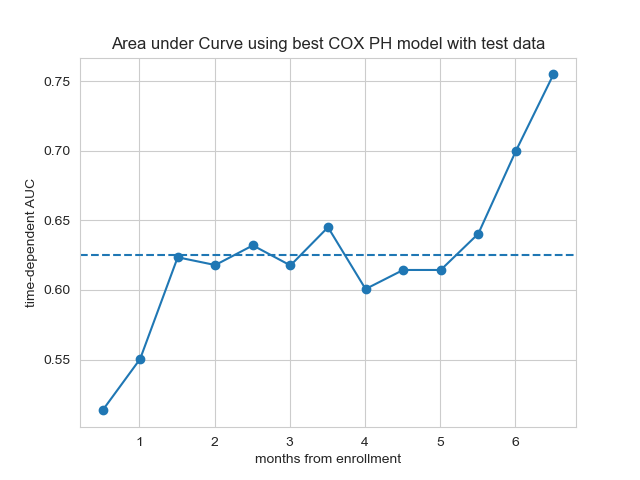 Area under Curve using best COX PH model with test data
time-dependent AUC
0.75
0.70
0.65
0.60
0.55
1 2 3 4 5 6
months from enrollment